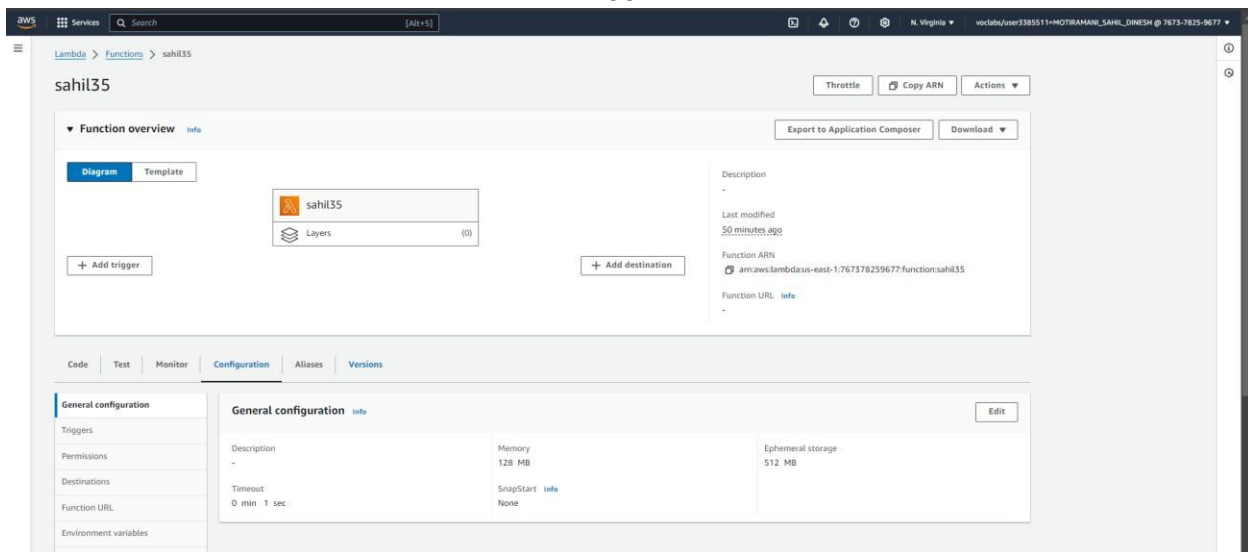 aws Services Search [Alt+S] N. Virginia voclabs/user3385511=MOTIRAMANI_SAHIL_DINESH @ 7673-7825-9677
Lambda > Functions > sahil35
sahil35
Throttle Copy ARN Actions
Function overview Info
Export to Application Composer Download
Diagram Template
sahil35
Layers (0)
+ Add trigger
+ Add destination
Description
-
Last modified
50 minutes ago
Function ARN
arn:aws:lambda:us-east-1:767378259677:function:sahil35
Function URL Info
-
Code Test Monitor Configuration Aliases Versions
General configuration
Triggers
Permissions
Destinations
Function URL
Environment variables
General configuration Info
Edit
Description Memory Ephemeral storage
- 128 MB 512 MB
Timeout SnapStart Info
0 min 1 sec None